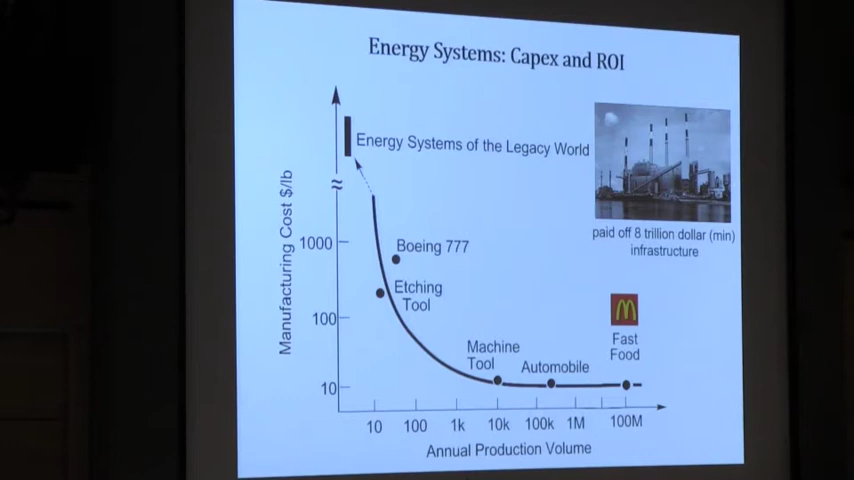 Energy Systems: Capex and ROI
Energy Systems of the Legacy World
paid off 8 trillion dollar (min)
infrastructure
Manufacturing Cost $/lb
1000
100
10
Boeing 777
Etching
Tool
Machine
Tool
Automobile
Fast
Food
10 100 1k 10k 100k 1M 100M
Annual Production Volume